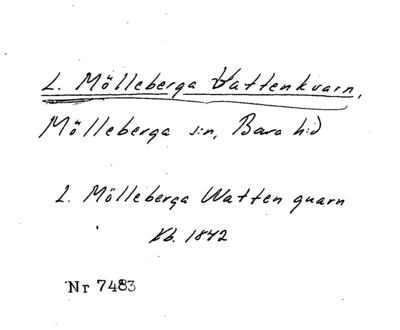 L. Mölleberga Vattenkvarn,
Mölleberga s:n, Bara h:d
L. Mölleberga Watten quarn
Kb. 1842
Nr 7483